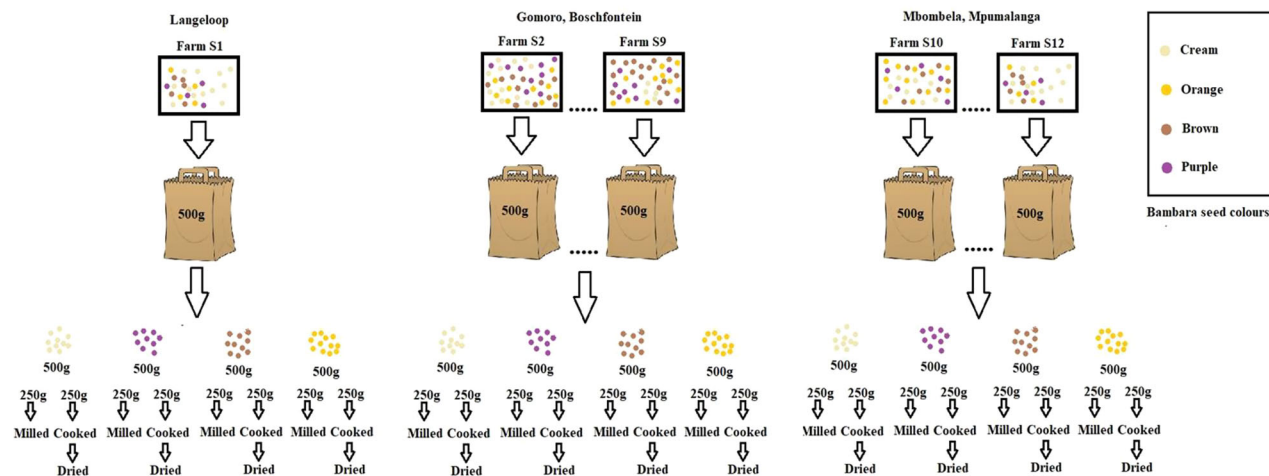 Langeloop
Gomoro, Boschfontein
Mbombela, Mpumalanga
Farm S1
Farm S2
Farm S9
Farm S10
Farm S12
Cream
Orange
Brown
Purple
Bambara seed colours
.....
.....
500g
500g
500g
500g
500g
.....
.....
500g 500g 500g 500g
500g 500g 500g 500g
500g 500g 500g 500g
250g 250g 250g 250g 250g 250g 250g 250g
250g 250g 250g 250g 250g 250g 250g 250g
250g 250g 250g 250g 250g 250g 250g 250g
Milled Cooked Milled Cooked Milled Cooked Milled Cooked
Milled Cooked Milled Cooked Milled Cooked Milled Cooked
Milled Cooked Milled Cooked Milled Cooked Milled Cooked
Dried Dried Dried Dried
Dried Dried Dried Dried
Dried Dried Dried Dried